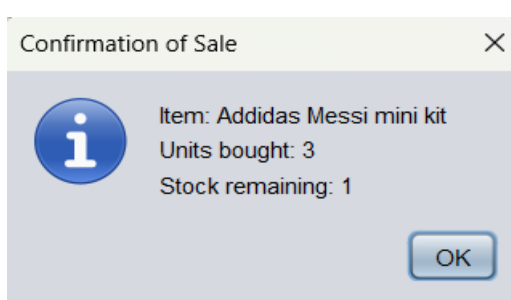 Confirmation of Sale
Item: Addidas Messi mini kit
Units bought: 3
Stock remaining: 1
OK